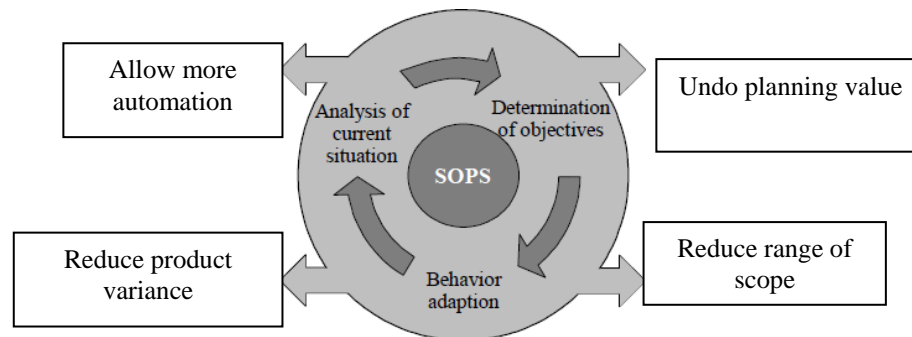 Allow more
automation
Undo planning value
Analysis of
current
situation
Determination
of objectives
SOPS
Behavior
adaption
Reduce product
variance
Reduce range of
scope